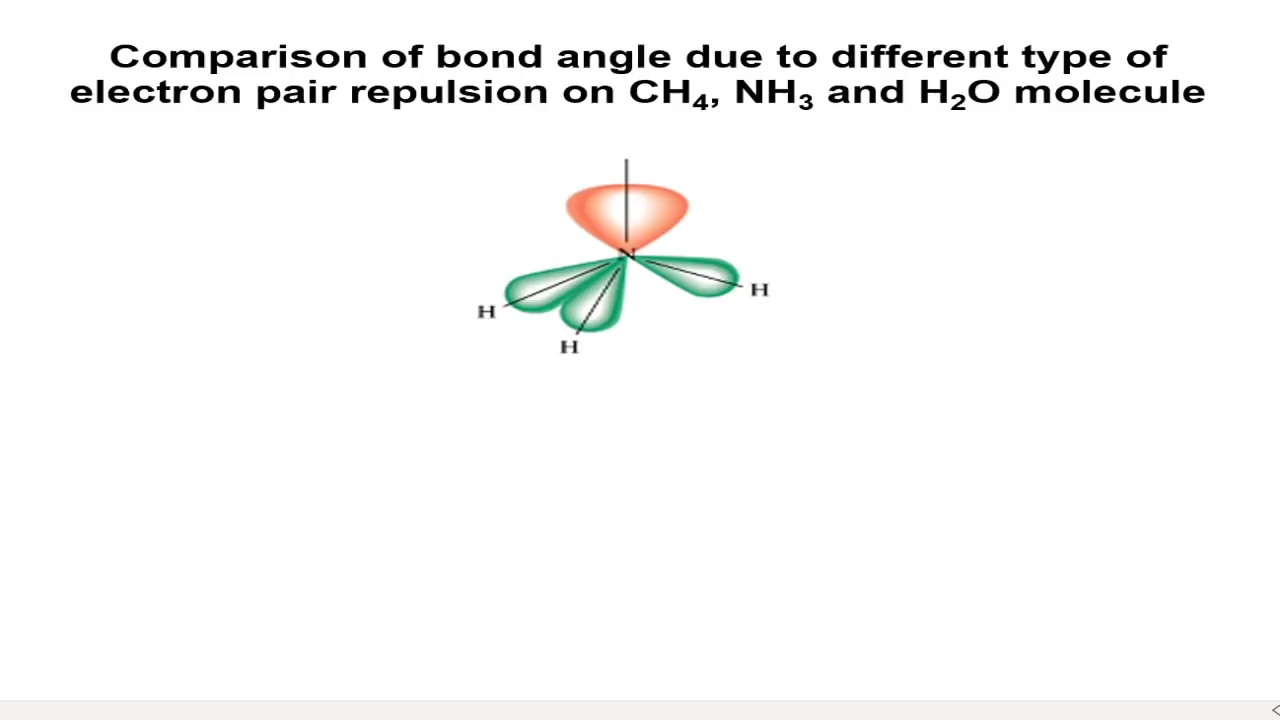 Comparison of bond angle due to different type of
electron pair repulsion on CH₄, NH₃ and H₂O molecule
N
H
H
H